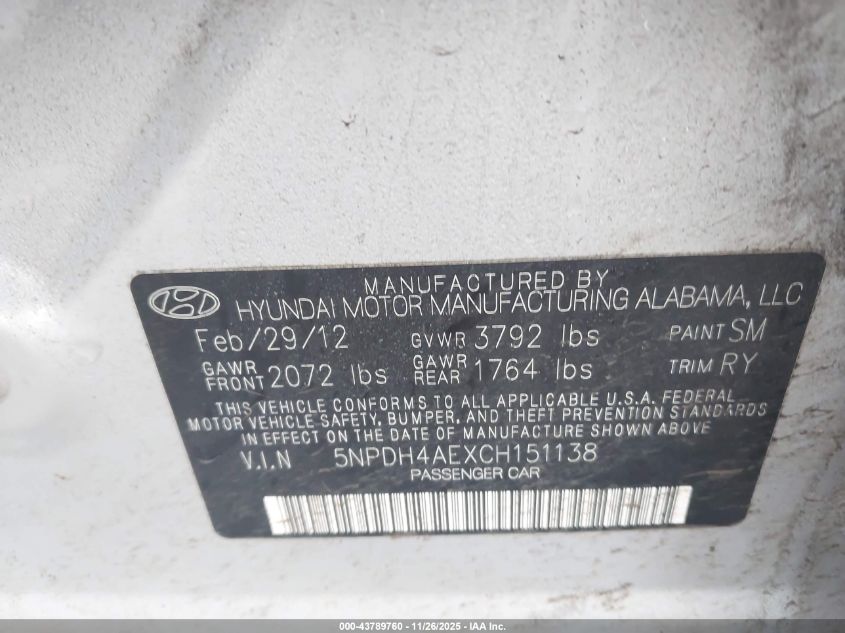 MANUFACTURED BY
HYUNDAI MOTOR MANUFACTURING ALABAMA, LLC
Feb/29/12 GVWR 3792 lbs PAINT SM
GAWR FRONT 2072 lbs GAWR REAR 1764 lbs TRIM RY
THIS VEHICLE CONFORMS TO ALL APPLICABLE U.S.A. FEDERAL
MOTOR VEHICLE SAFETY, BUMPER, AND THEFT PREVENTION STANDARDS
IN EFFECT ON THE DATE OF MANUFACTURE SHOWN ABOVE
V.I.N 5NPDH4AEXCH151138
PASSENGER CAR
000-43789760 - 11/26/2025 - IAA Inc.